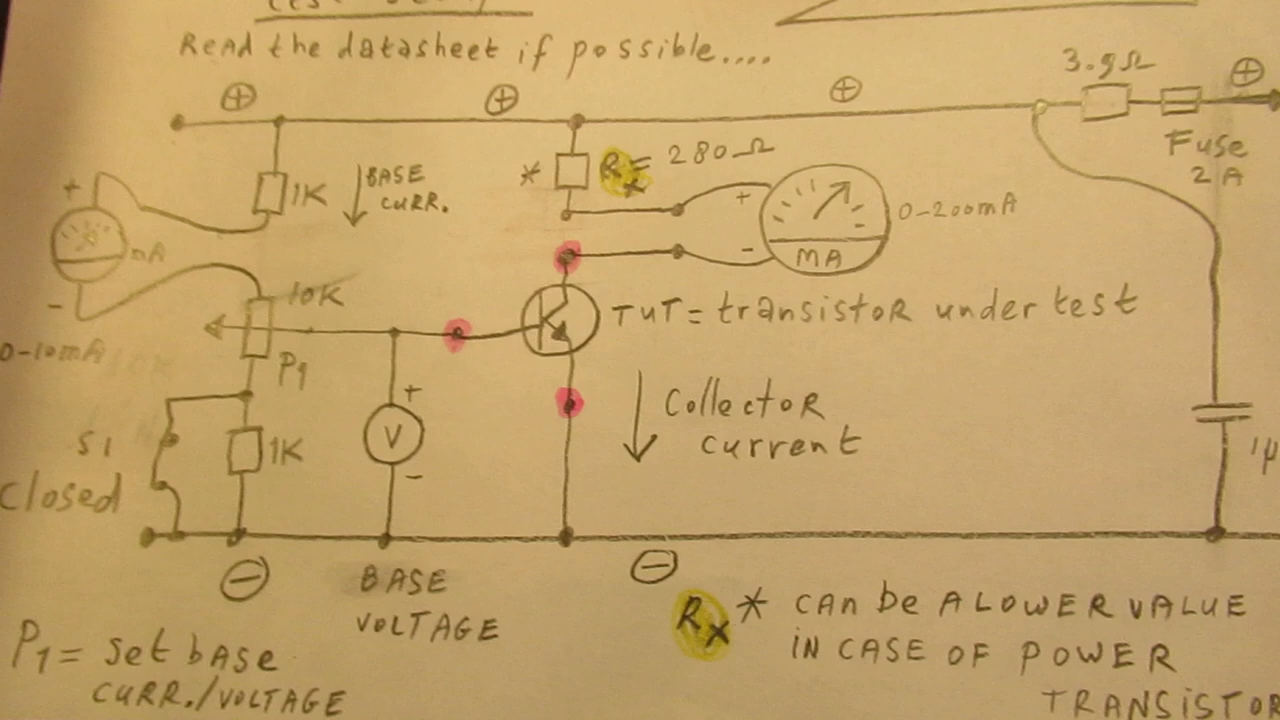 Read the datasheet if possible....
3.9Ω
⊕ ⊕ ⊕ ⊕
Fuse
2 A
+
1K
BASE
CURR.
* Rx = 280Ω
+
0-200mA
mA
-
MA
-
10K
TUT = transistor under test
0-10mA
P1
+
Collector
current
S1
1K
V
closed
-
1µ
⊖
BASE
VOLTAGE
⊖
Rx * CAN be A LOWER VALUE
IN CASE OF POWER
TRANSISTOR
P1 = set base
CURR./VOLTAGE